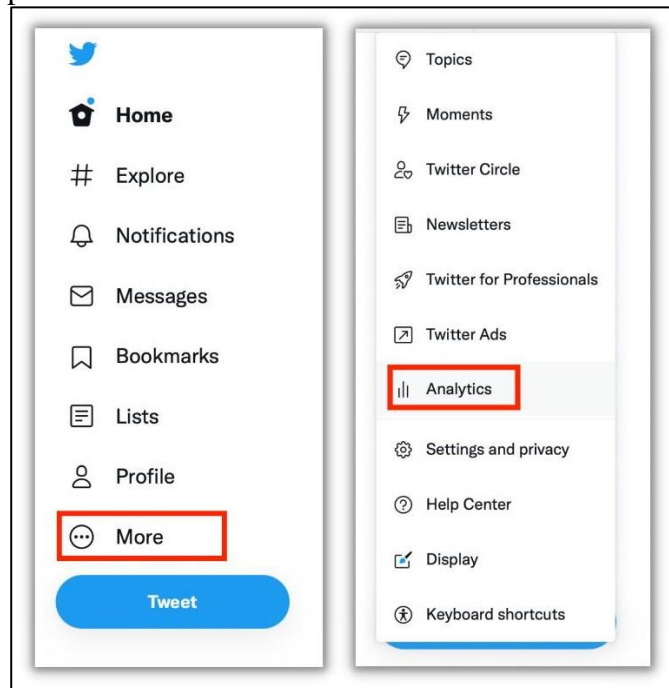 Home
Explore
Notifications
Messages
Bookmarks
Lists
Profile
More
Tweet
Topics
Moments
Twitter Circle
Newsletters
Twitter for Professionals
Twitter Ads
Analytics
Settings and privacy
Help Center
Display
Keyboard shortcuts